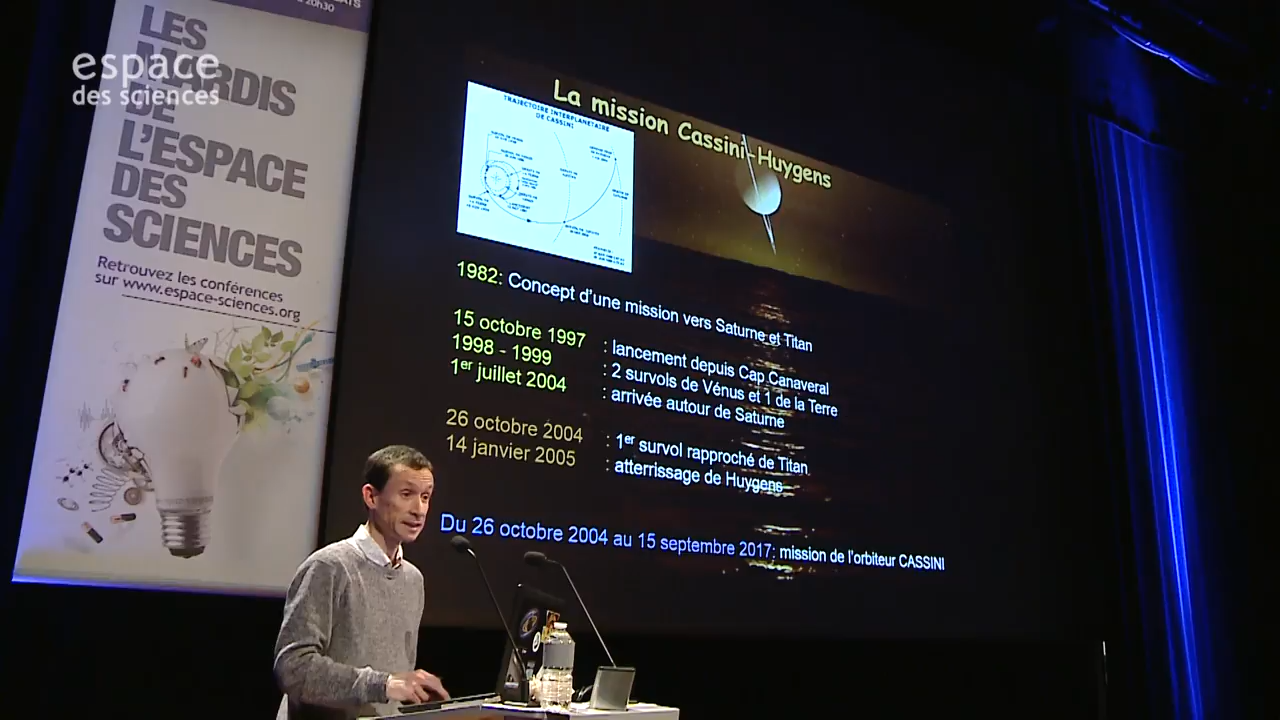 20h30
LES
MARDIS
DE
L'ESPACE
DES
SCIENCES
Retrouvez les conférences
sur www.espace-sciences.org
espace
des sciences
La mission Cassini-Huygens
TRAJECTOIRE INTERPLANETAIRE
DE CASSINI
1982: Concept d'une mission vers Saturne et Titan
15 octobre 1997 : lancement depuis Cap Canaveral
1998 - 1999 : 2 survols de Vénus et 1 de la Terre
1er juillet 2004 : arrivée autour de Saturne
26 octobre 2004 : 1er survol rapproché de Titan
14 janvier 2005 : atterrissage de Huygens
Du 26 octobre 2004 au 15 septembre 2017: mission de l'orbiteur CASSINI